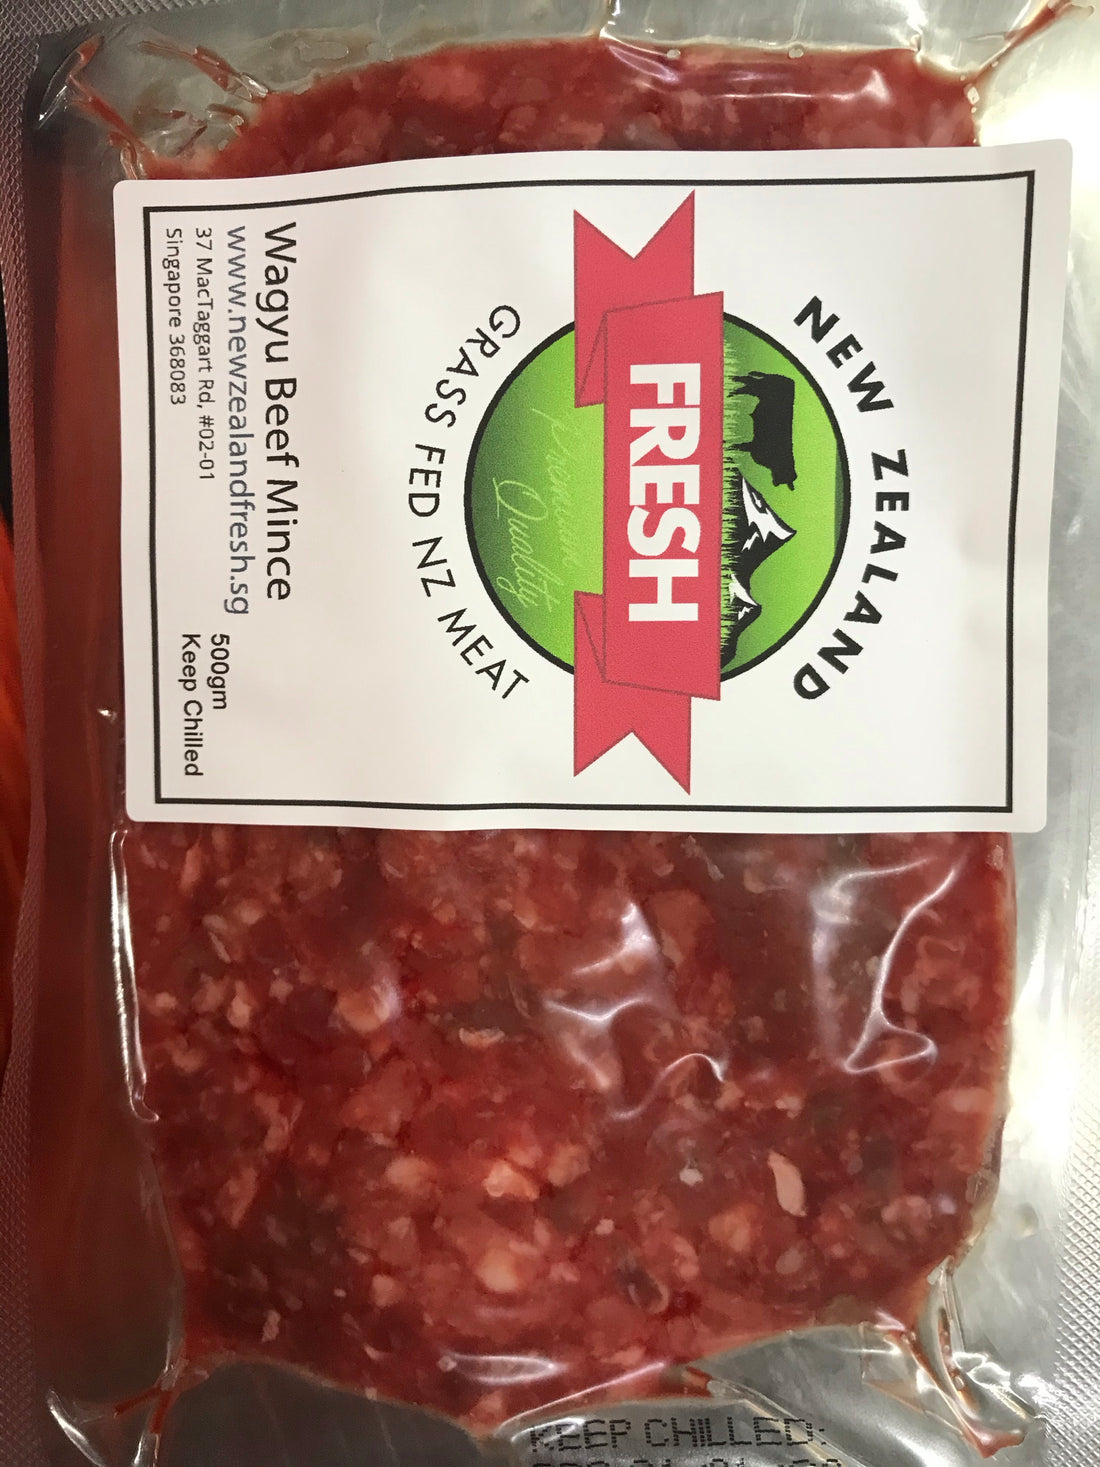 NEW ZEALAND
FRESH
Premium
Quality
GRASS FED NZ MEAT
Wagyu Beef Mince
www.newzealandfresh.sg
37 MacTaggart Rd, #02-01
Singapore 368083
500gm
Keep Chilled
KEEP CHILLED: